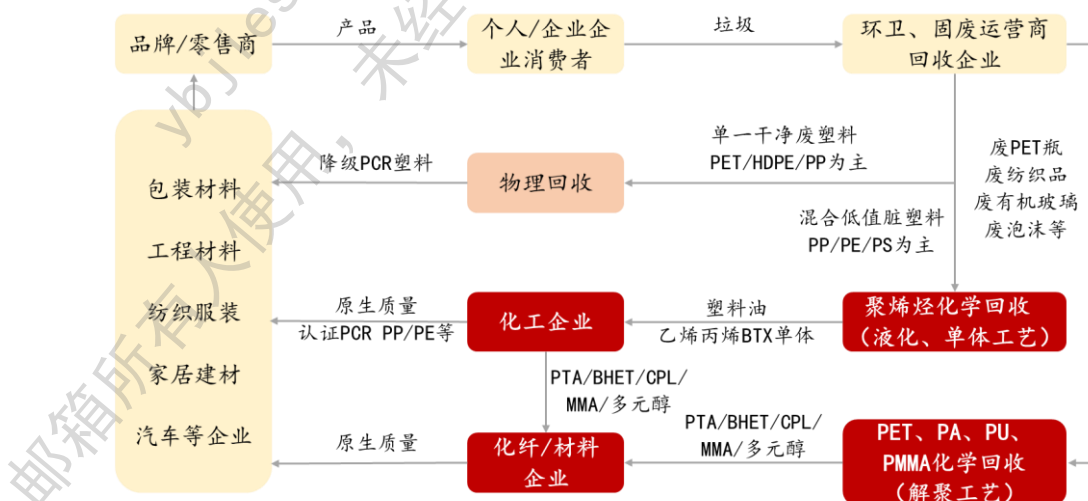 品牌/零售商
产品
个人/企业企
业消费者
垃圾
环卫、固废运营商
回收企业
单一干净废塑料
PET/HDPE/PP为主
废PET瓶
废纺织品
废有机玻璃
废泡沫等
降级PCR塑料
物理回收
混合低值脏塑料
PP/PE/PS为主
包装材料
工程材料
纺织服装
家居建材
汽车等企业
原生质量
认证PCR PP/PE等
化工企业
塑料油
乙烯丙烯BTX单体
聚烯烃化学回收
（液化、单体工艺）
PTA/BHET/CPL/
MMA/多元醇
原生质量
化纤/材料
企业
PTA/BHET/CPL/
MMA/多元醇
PET、PA、PU、
PMMA化学回收
（解聚工艺）
邮箱所有人使用，未经